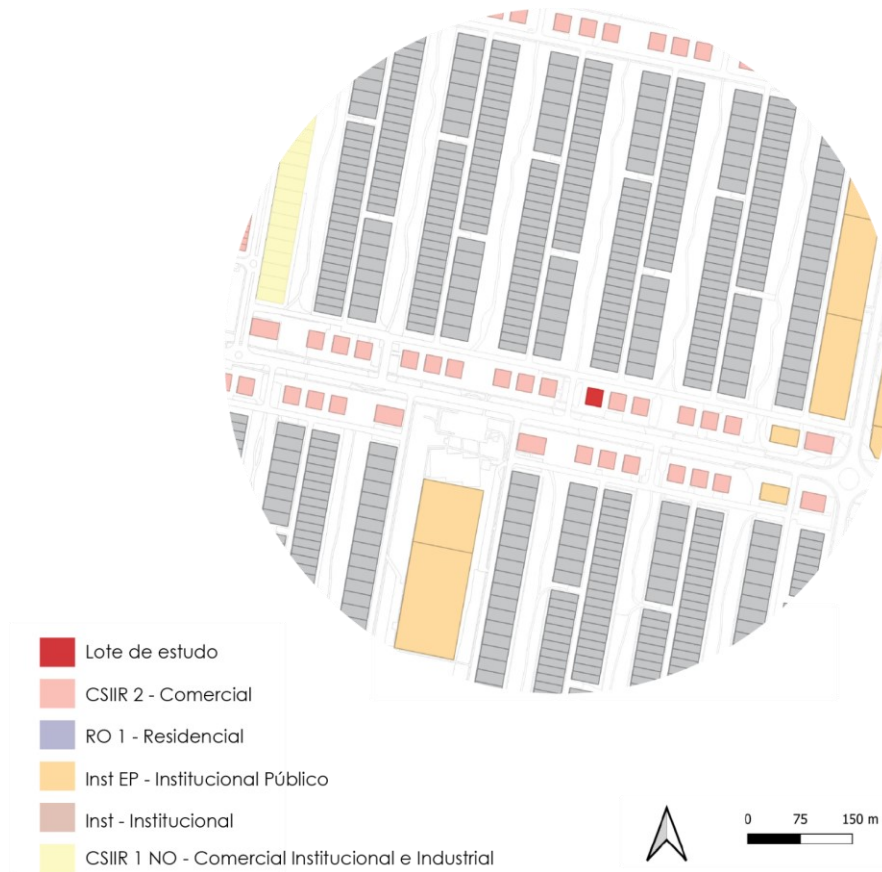 Lote de estudo
CSIIR 2 - Comercial
RO 1 - Residencial
Inst EP - Institucional Público
Inst - Institucional
CSIIR 1 NO - Comercial Institucional e Industrial
0 75 150 m